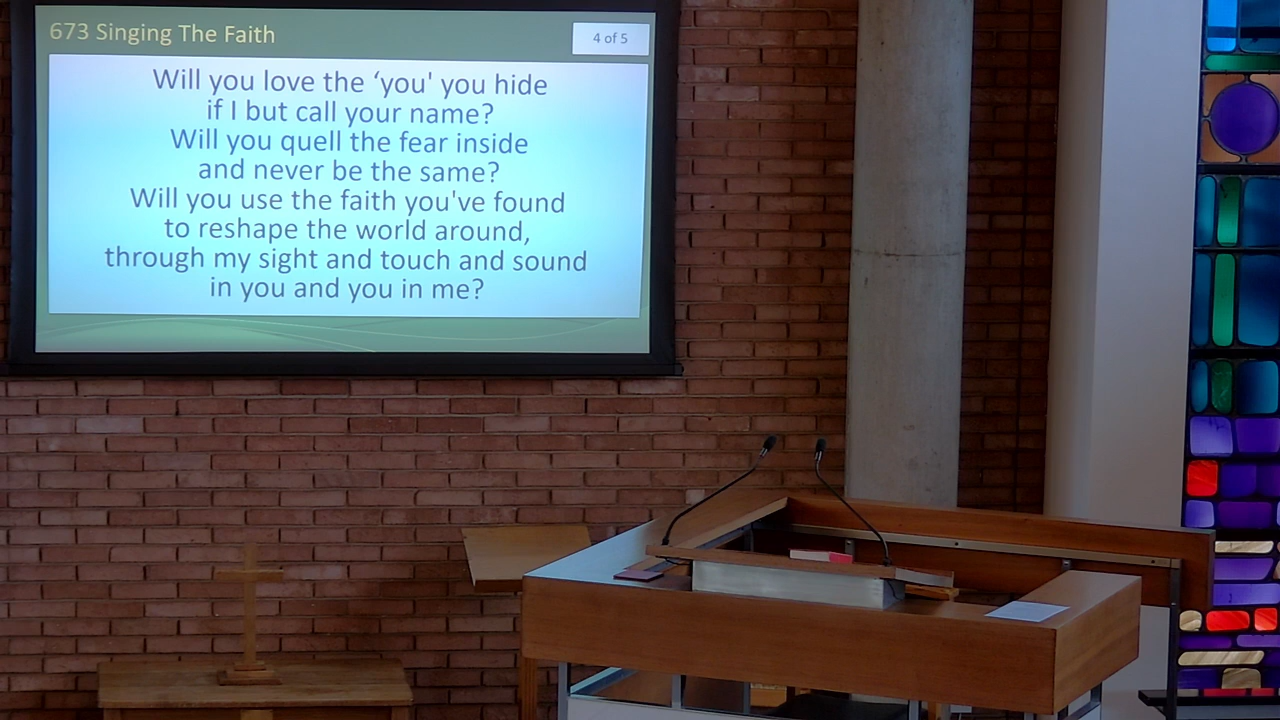 673 Singing The Faith
4 of 5
Will you love the ‘you' you hide
if I but call your name?
Will you quell the fear inside
and never be the same?
Will you use the faith you've found
to reshape the world around,
through my sight and touch and sound
in you and you in me?